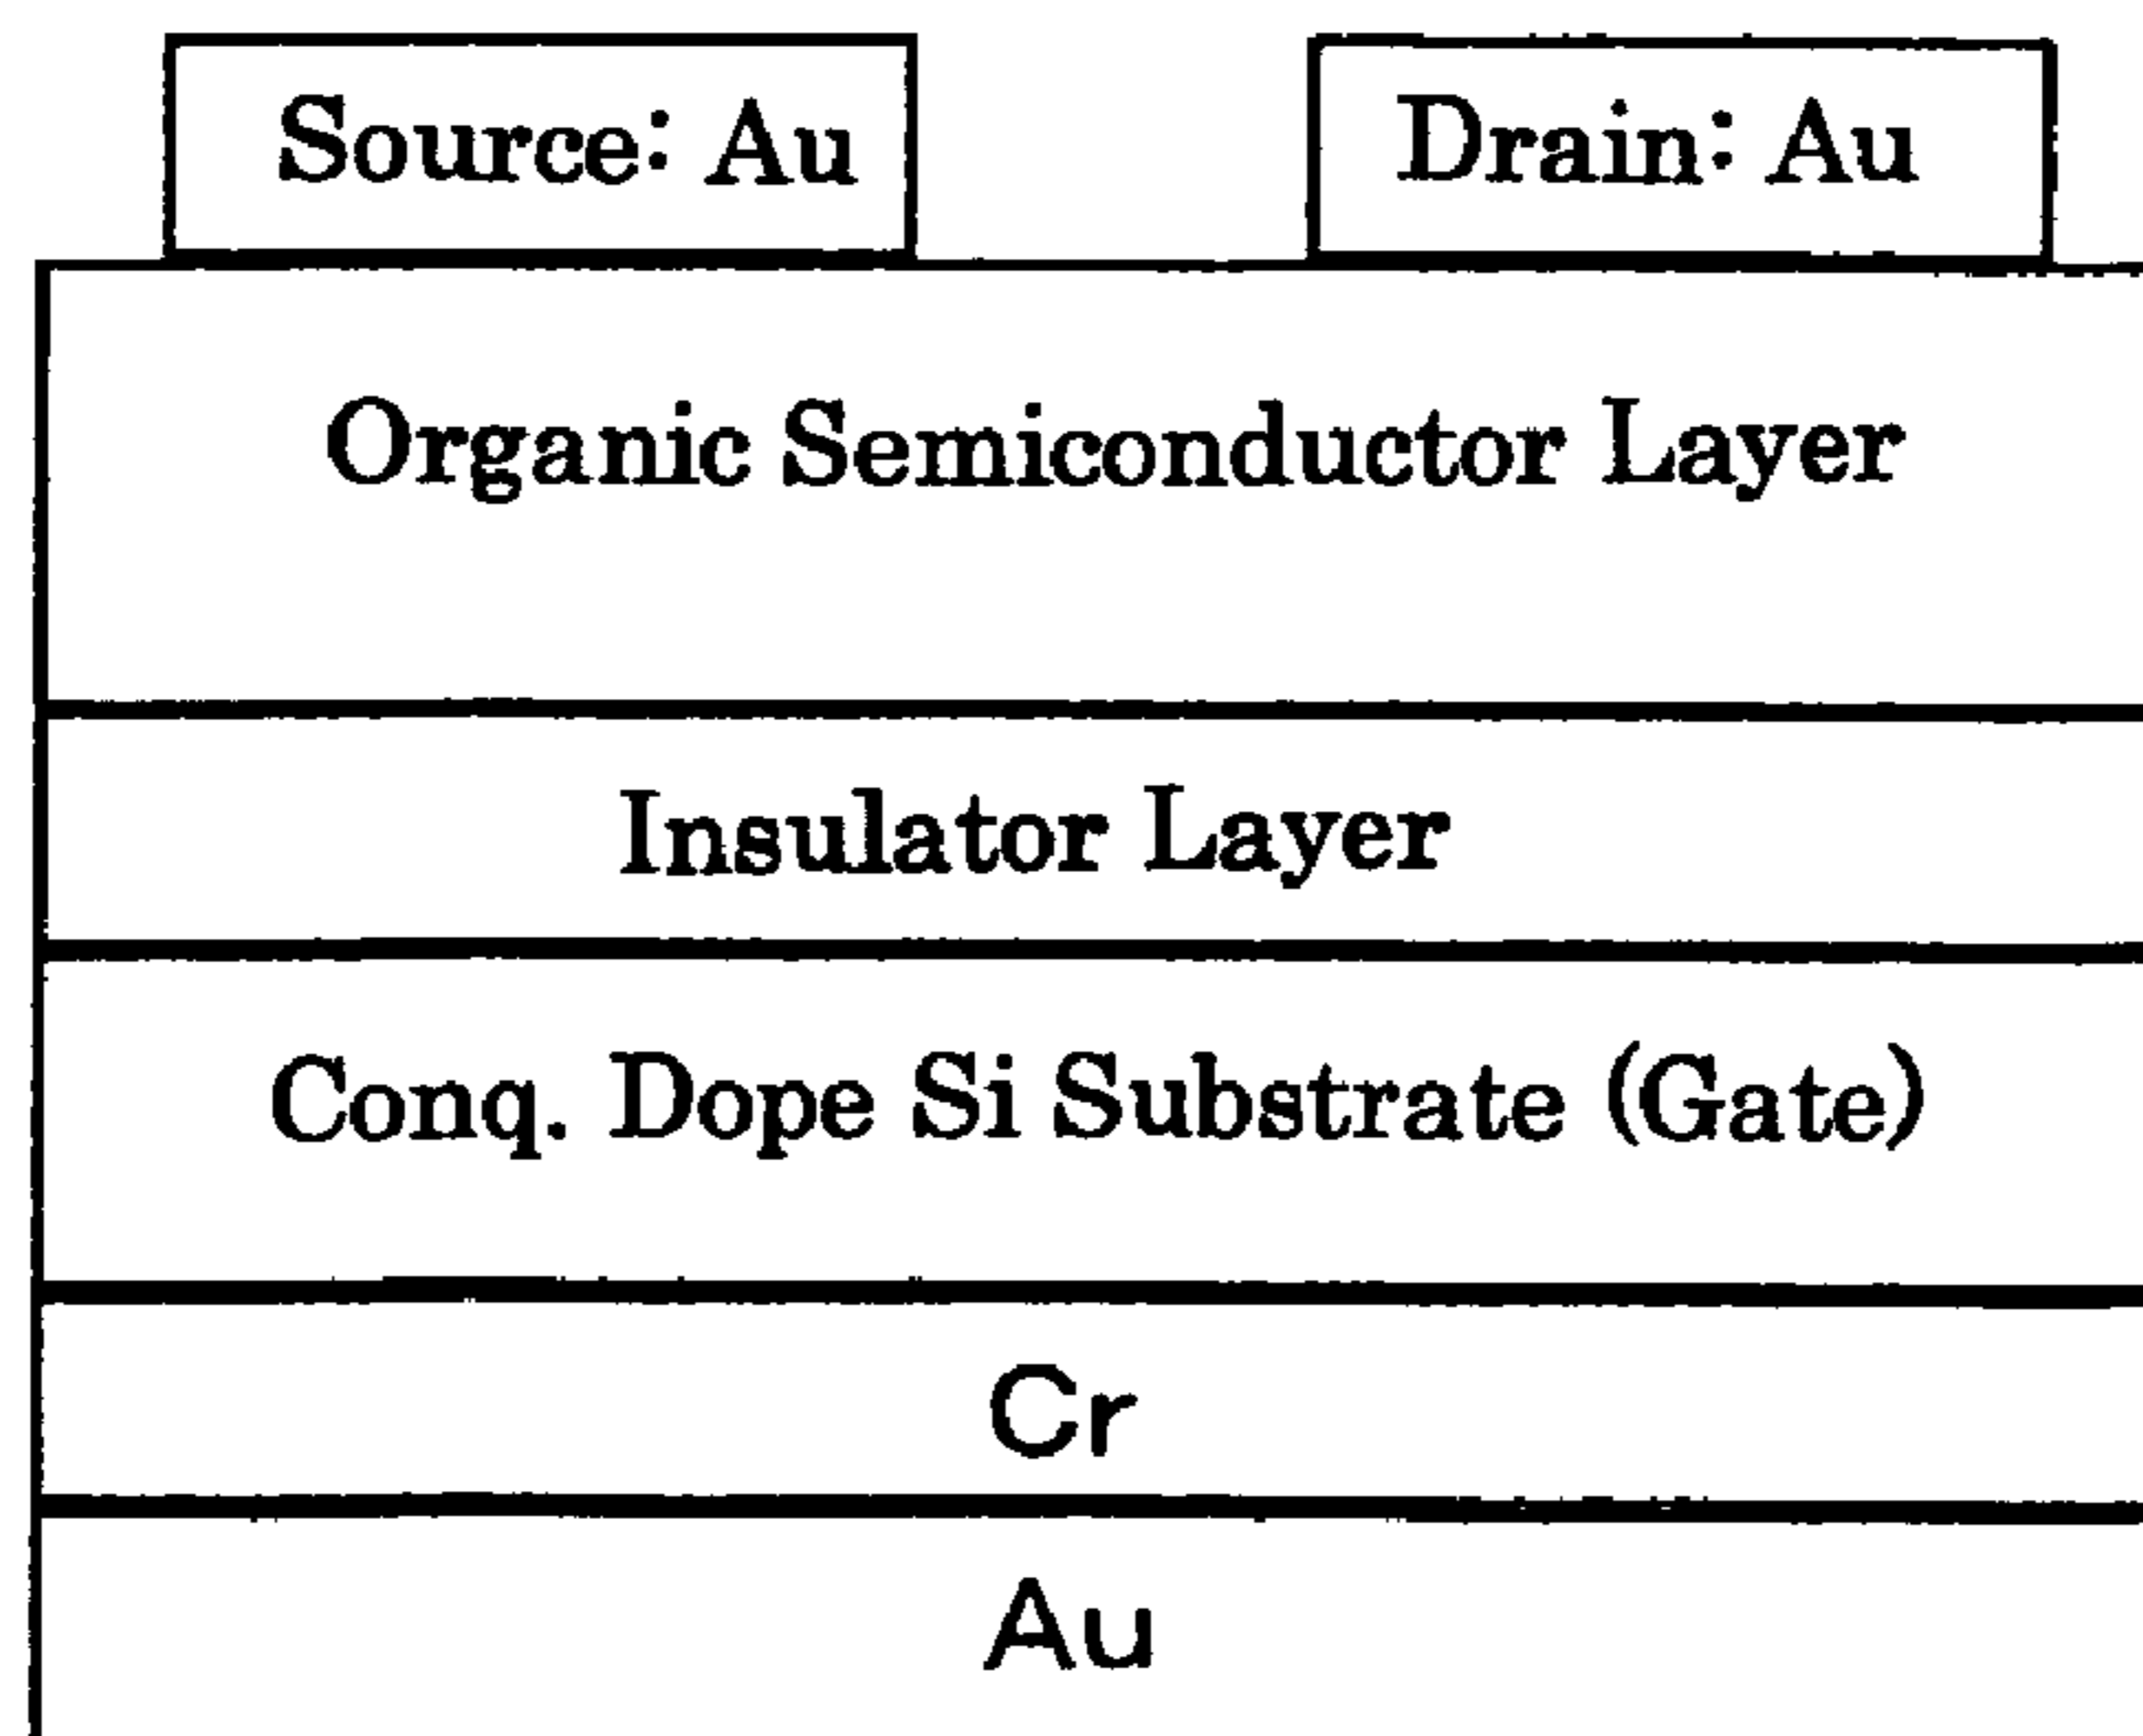 Source: Au
Drain: Au
Organic Semiconductor Layer
Insulator Layer
Conq. Dope Si Substrate (Gate)
Cr
Au